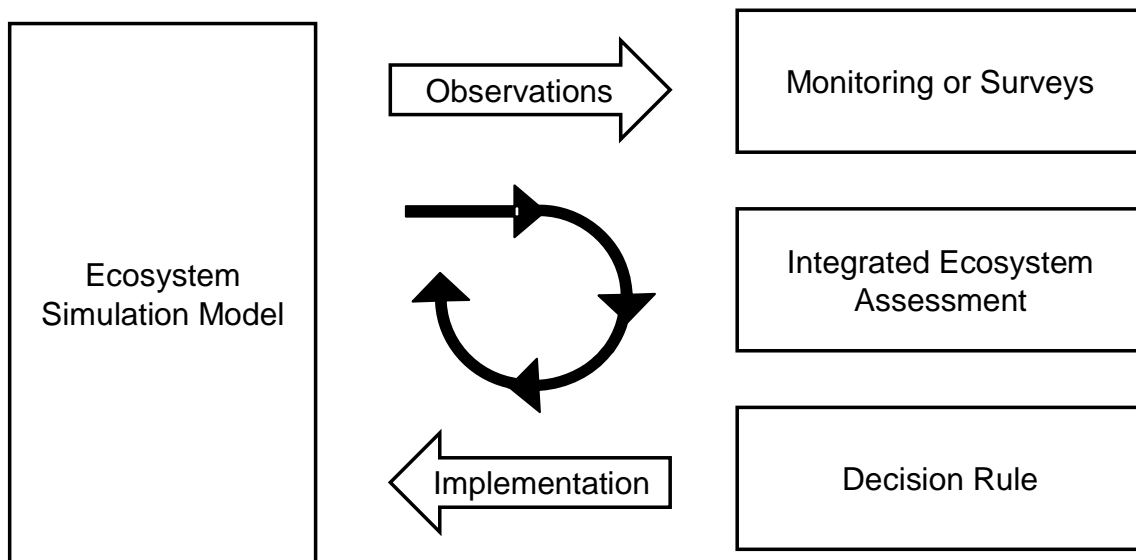 Ecosystem
Simulation Model
Observations
Monitoring or Surveys
Integrated Ecosystem
Assessment
Implementation
Decision Rule